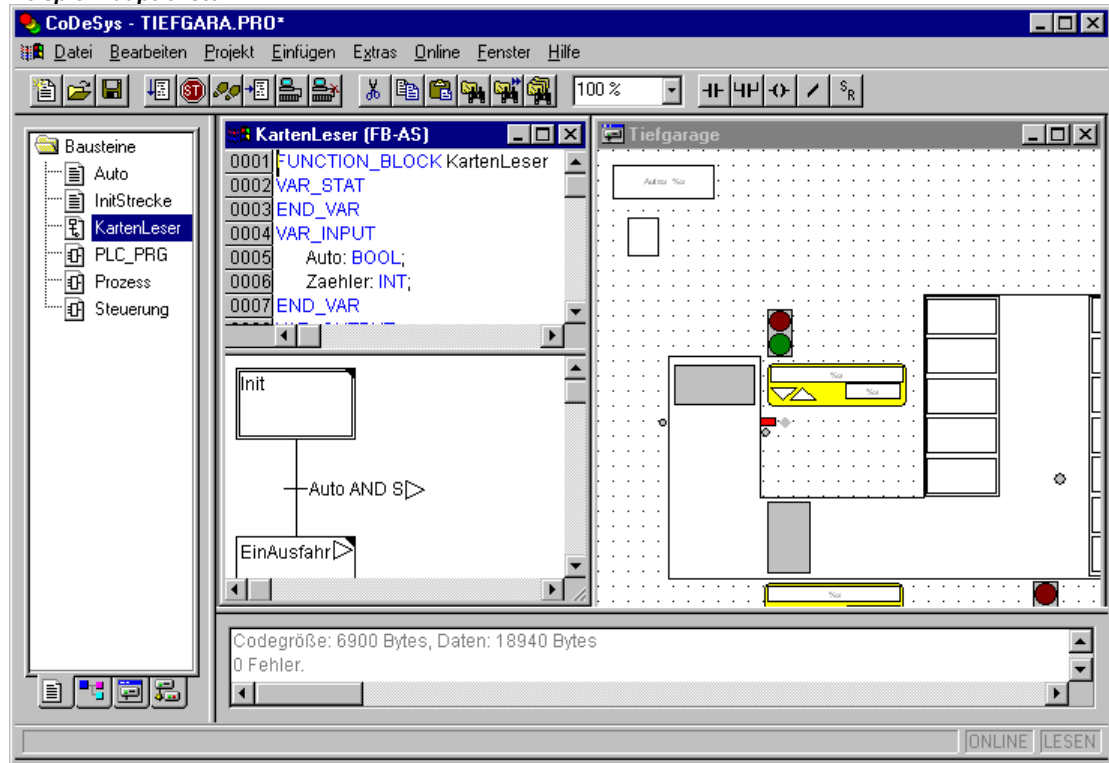 CoDeSys - TIEFGARA.PRO*
Datei Bearbeiten Projekt Einfügen Extras Online Fenster Hilfe
100 %
Bausteine
Auto
InitStrecke
KartenLeser
PLC_PRG
Prozess
Steuerung
KartenLeser (FB-AS)
0001 FUNCTION_BLOCK KartenLeser
0002 VAR_STAT
0003 END_VAR
0004 VAR_INPUT
0005 Auto: BOOL;
0006 Zaehler: INT;
0007 END_VAR
Init
Auto AND S
EinAusfahr
Tiefgarage
Autos %s
%s
%s
%s
Codegröße: 6900 Bytes, Daten: 18940 Bytes
0 Fehler.
ONLINE LESEN